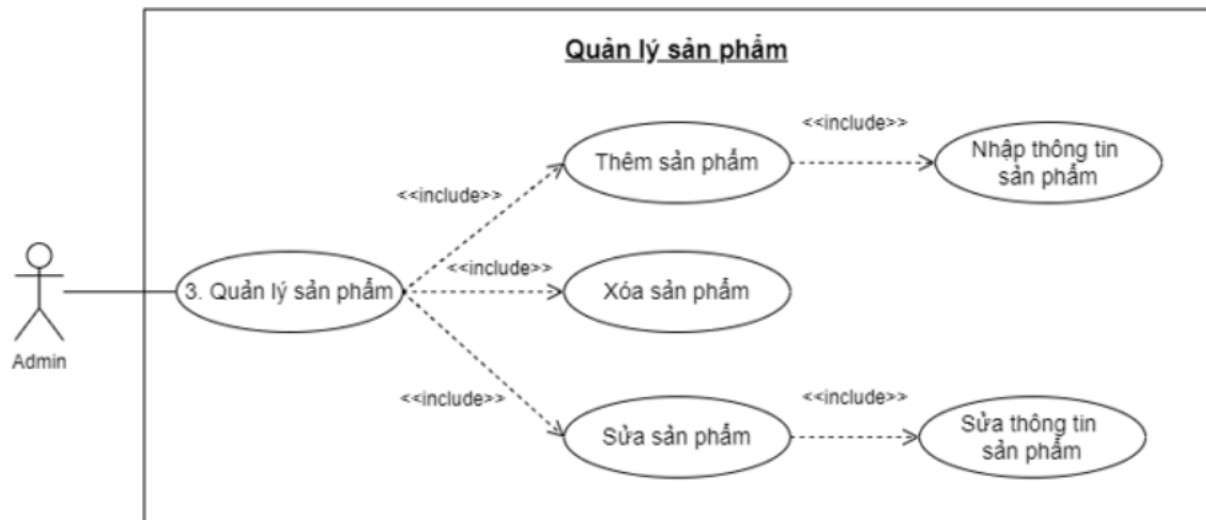 Quản lý sản phẩm
<<include>>
Thêm sản phẩm
Nhập thông tin
sản phẩm
<<include>>
<<include>>
3. Quản lý sản phẩm
Xóa sản phẩm
Admin
<<include>>
<<include>>
Sửa sản phẩm
Sửa thông tin
sản phẩm